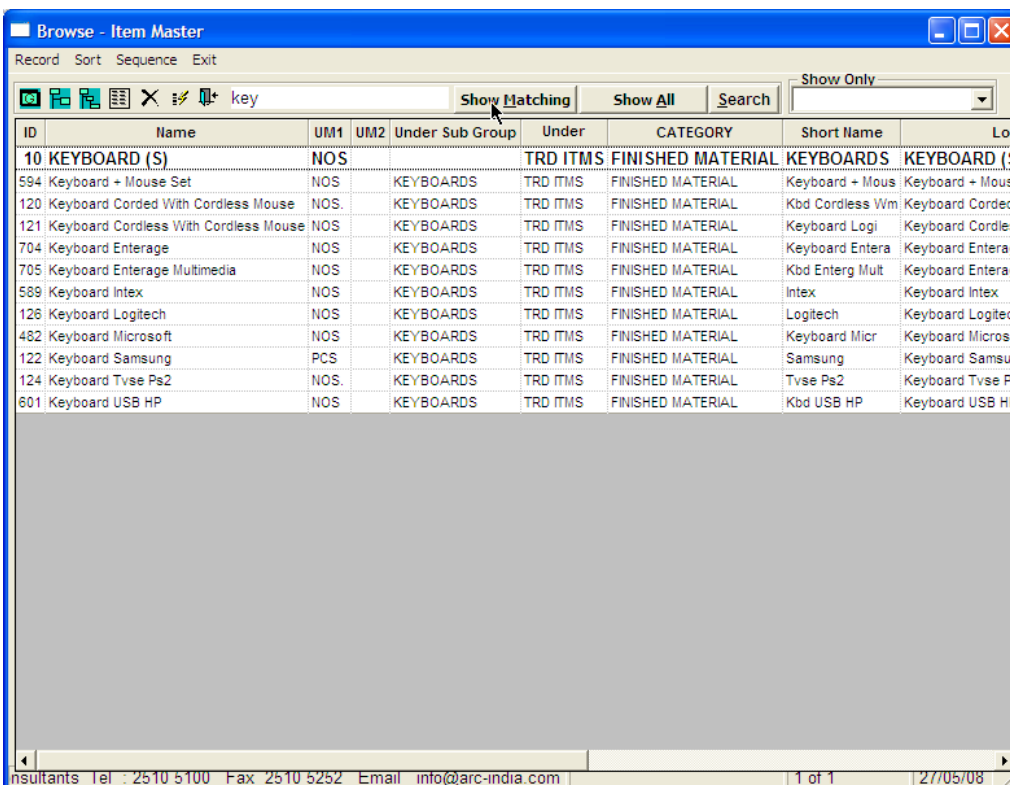 Browse - Item Master
Record Sort Sequence Exit
Show Only
key Show Matching Show All Search
ID Name UM1 UM2 Under Sub Group Under CATEGORY Short Name Lo
10 KEYBOARD (S) NOS TRD ITMS FINISHED MATERIAL KEYBOARDS KEYBOARD (S
594 Keyboard + Mouse Set NOS KEYBOARDS TRD ITMS FINISHED MATERIAL Keyboard + Mous Keyboard + Mous
120 Keyboard Corded With Cordless Mouse NOS. KEYBOARDS TRD ITMS FINISHED MATERIAL Kbd Cordless Wm Keyboard Corded
121 Keyboard Cordless With Cordless Mouse NOS KEYBOARDS TRD ITMS FINISHED MATERIAL Keyboard Logi Keyboard Cordle
704 Keyboard Enterage NOS KEYBOARDS TRD ITMS FINISHED MATERIAL Keyboard Entera Keyboard Entera
705 Keyboard Enterage Multimedia NOS KEYBOARDS TRD ITMS FINISHED MATERIAL Kbd Enterg Mult Keyboard Entera
589 Keyboard Intex NOS KEYBOARDS TRD ITMS FINISHED MATERIAL Intex Keyboard Intex
126 Keyboard Logitech NOS KEYBOARDS TRD ITMS FINISHED MATERIAL Logitech Keyboard Logitec
482 Keyboard Microsoft NOS KEYBOARDS TRD ITMS FINISHED MATERIAL Keyboard Micr Keyboard Micros
122 Keyboard Samsung PCS KEYBOARDS TRD ITMS FINISHED MATERIAL Samsung Keyboard Samsu
124 Keyboard Tvse Ps2 NOS. KEYBOARDS TRD ITMS FINISHED MATERIAL Tvse Ps2 Keyboard Tvse P
601 Keyboard USB HP NOS KEYBOARDS TRD ITMS FINISHED MATERIAL Kbd USB HP Keyboard USB H
nsultants Tel : 2510 5100 Fax 2510 5252 Email info@arc-india.com 1 of 1 27/05/08